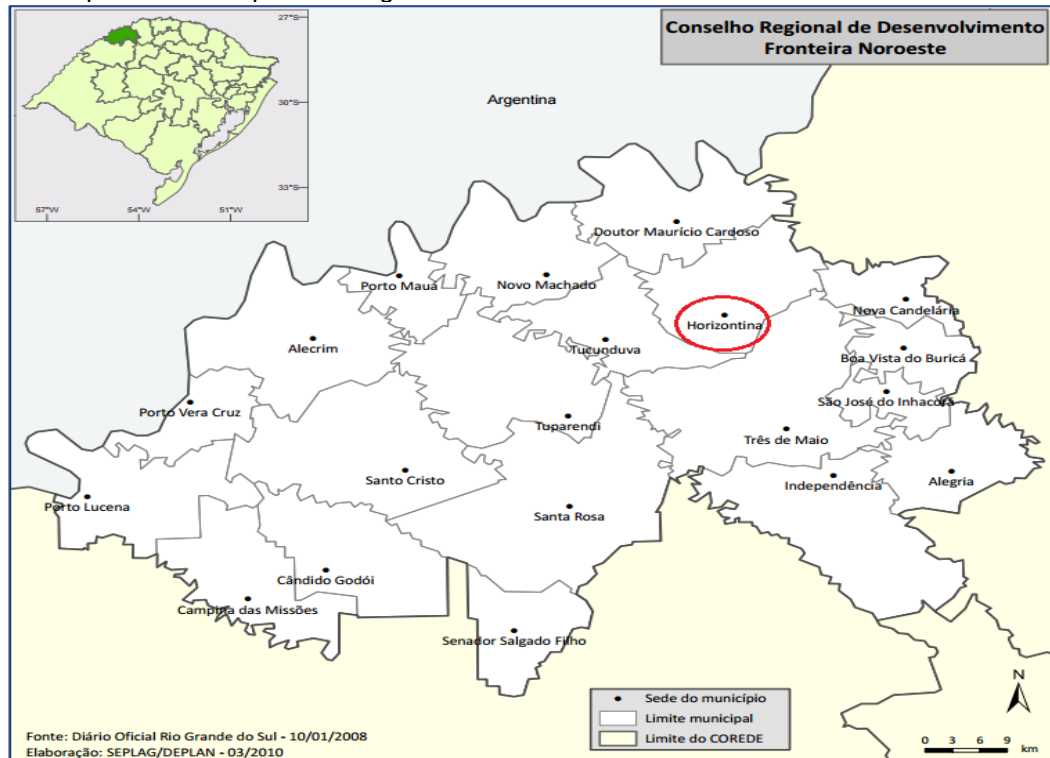 Conselho Regional de Desenvolvimento
Fronteira Noroeste
27°S
30°S
33°S
57°W
54°W
51°W
Argentina
Doutor Maurício Cardoso
Porto Mauá
Novo Machado
Nova Candelária
Horizontina
Alecrim
Tucunduva
Boa Vista do Buricá
São José do Inhacorá
Porto Vera Cruz
Tuparendi
Três de Maio
Santo Cristo
Independência
Alegria
Porto Lucena
Santa Rosa
Cândido Godói
Campina das Missões
Senador Salgado Filho
N
Sede do município
Limite municipal
Limite do COREDE
0 3 6 9
km
Fonte: Diário Oficial Rio Grande do Sul - 10/01/2008
Elaboração: SEPLAG/DEPLAN - 03/2010